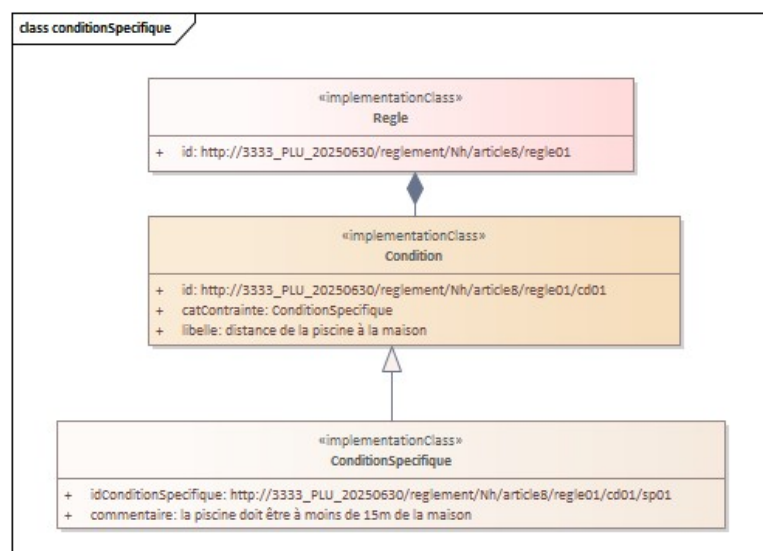 class conditionSpecifique
«implementationClass»
Regle
+ id: http://3333_PLU_20250630/reglement/Nh/article8/regle01
«implementationClass»
Condition
+ id: http://3333_PLU_20250630/reglement/Nh/article8/regle01/cd01
+ catContrainte: ConditionSpecifique
+ libelle: distance de la piscine à la maison
«implementationClass»
ConditionSpecifique
+ idConditionSpecifique: http://3333_PLU_20250630/reglement/Nh/article8/regle01/cd01/sp01
+ commentaire: la piscine doit être à moins de 15m de la maison